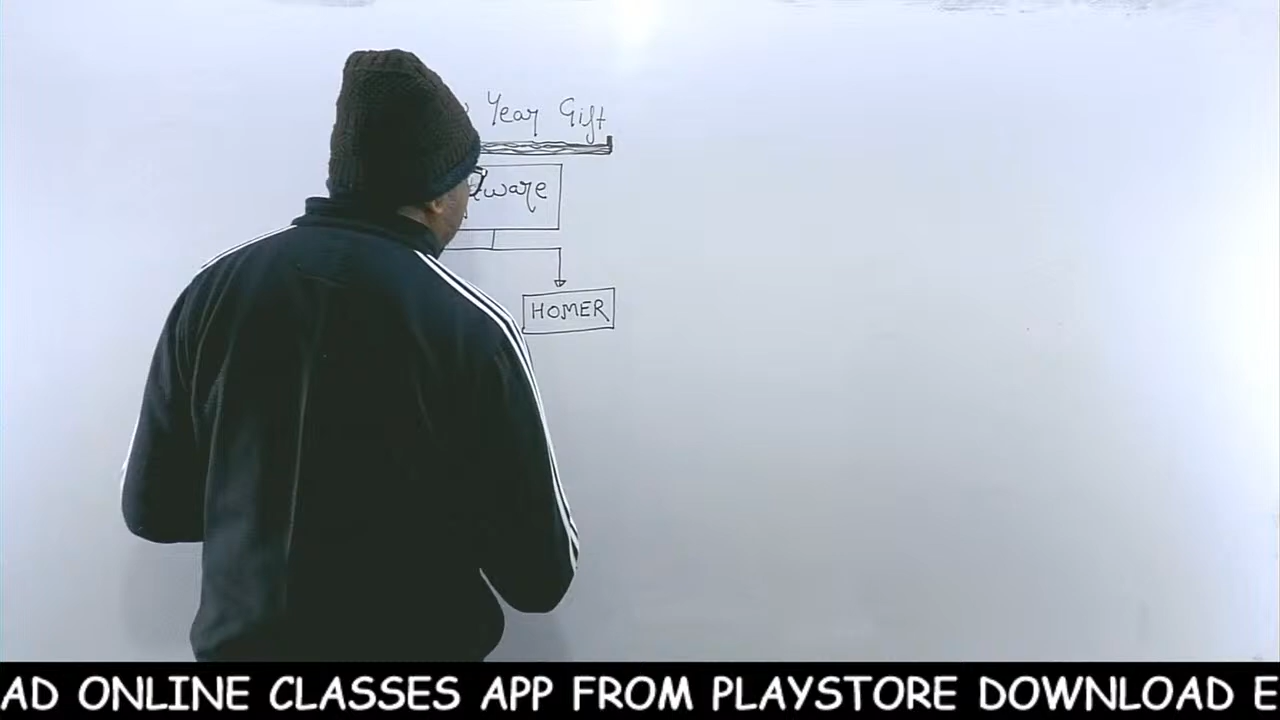 Year Gift
HOMER
AD ONLINE CLASSES APP FROM PLAYSTORE DOWNLOAD E